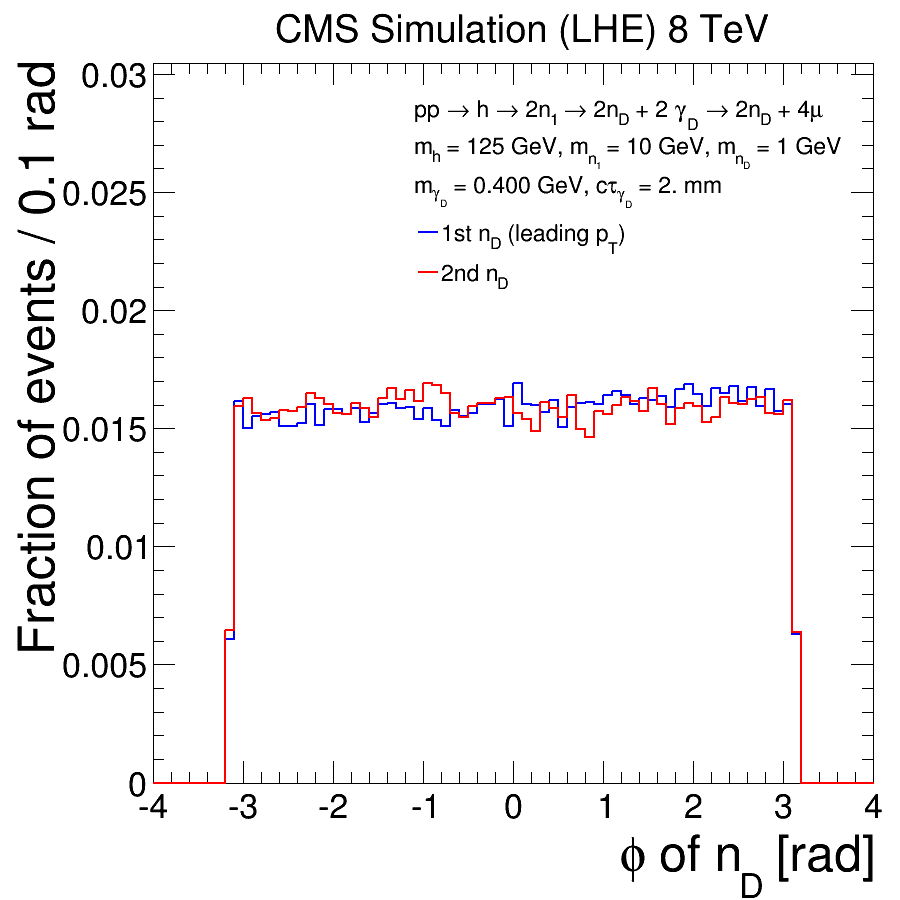 CMS Simulation (LHE) 8 TeV
Fraction of events / 0.1 rad
0.03
0.025
0.02
0.015
0.01
0.005
0
pp → h → 2n1 → 2nD + 2 γD → 2nD + 4μ
mh = 125 GeV, mn1 = 10 GeV, mnD = 1 GeV
mγD = 0.400 GeV, cτγD = 2. mm
1st nD (leading pT)
2nd nD
-4 -3 -2 -1 0 1 2 3 4
ϕ of nD [rad]